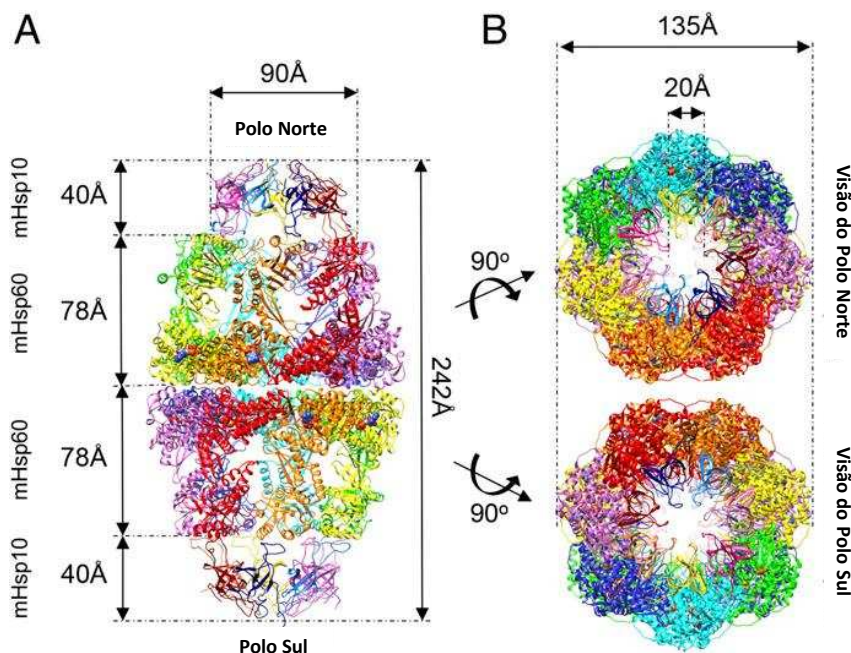 A
90Å
Polo Norte
mHsp10
40Å
mHsp60
78Å
242Å
mHsp60
78Å
mHsp10
40Å
Polo Sul
B
135Å
20Å
90º
Visão do Polo Norte
90º
Visão do Polo Sul